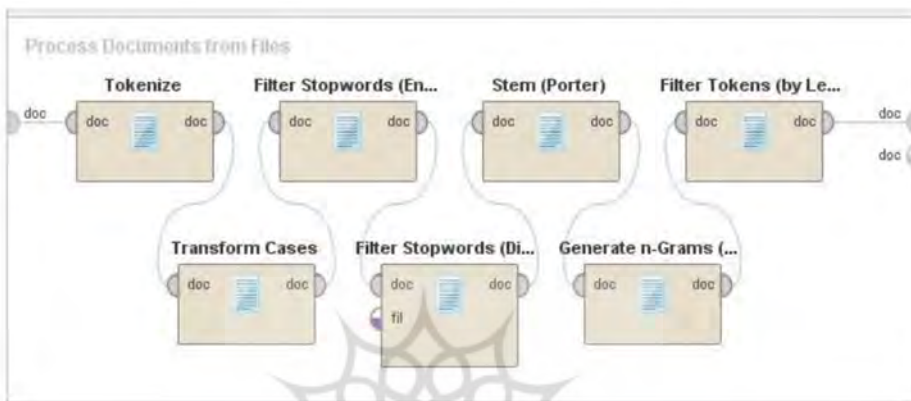 Process Documents from Files
Tokenize
Filter Stopwords (En...
Stem (Porter)
Filter Tokens (by Le...
doc
doc doc
doc doc
doc doc
doc doc
doc
doc
Transform Cases
Filter Stopwords (Di...
Generate n-Grams (...
doc doc
doc doc
fil
doc doc